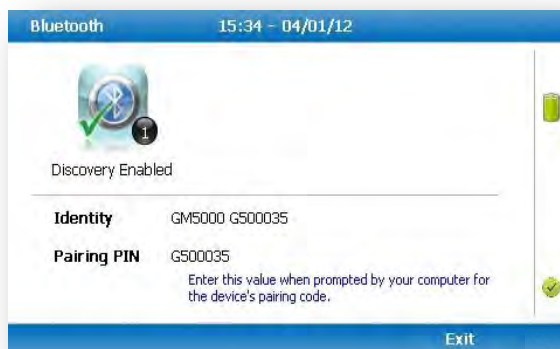 Bluetooth 15:34 - 04/01/12
1
Discovery Enabled
Identity GM5000 G500035
Pairing PIN G500035
Enter this value when prompted by your computer for
the device's pairing code.
Exit